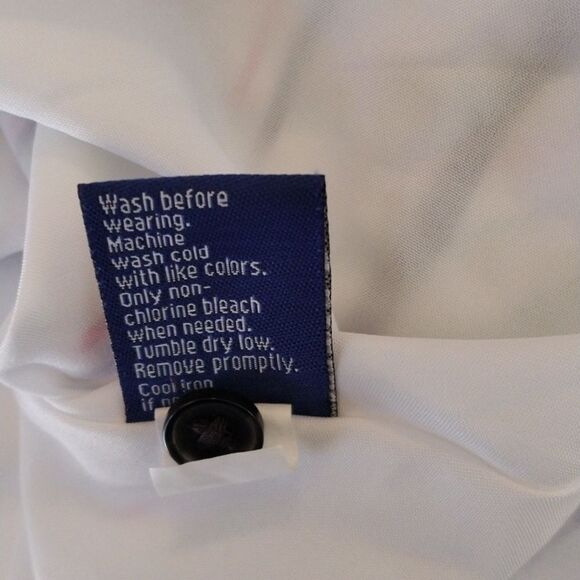 Wash before
wearing.
Machine
wash cold
with like colors.
Only non-
chlorine bleach
when needed.
Tumble dry low.
Remove promptly.
Cool iron
if